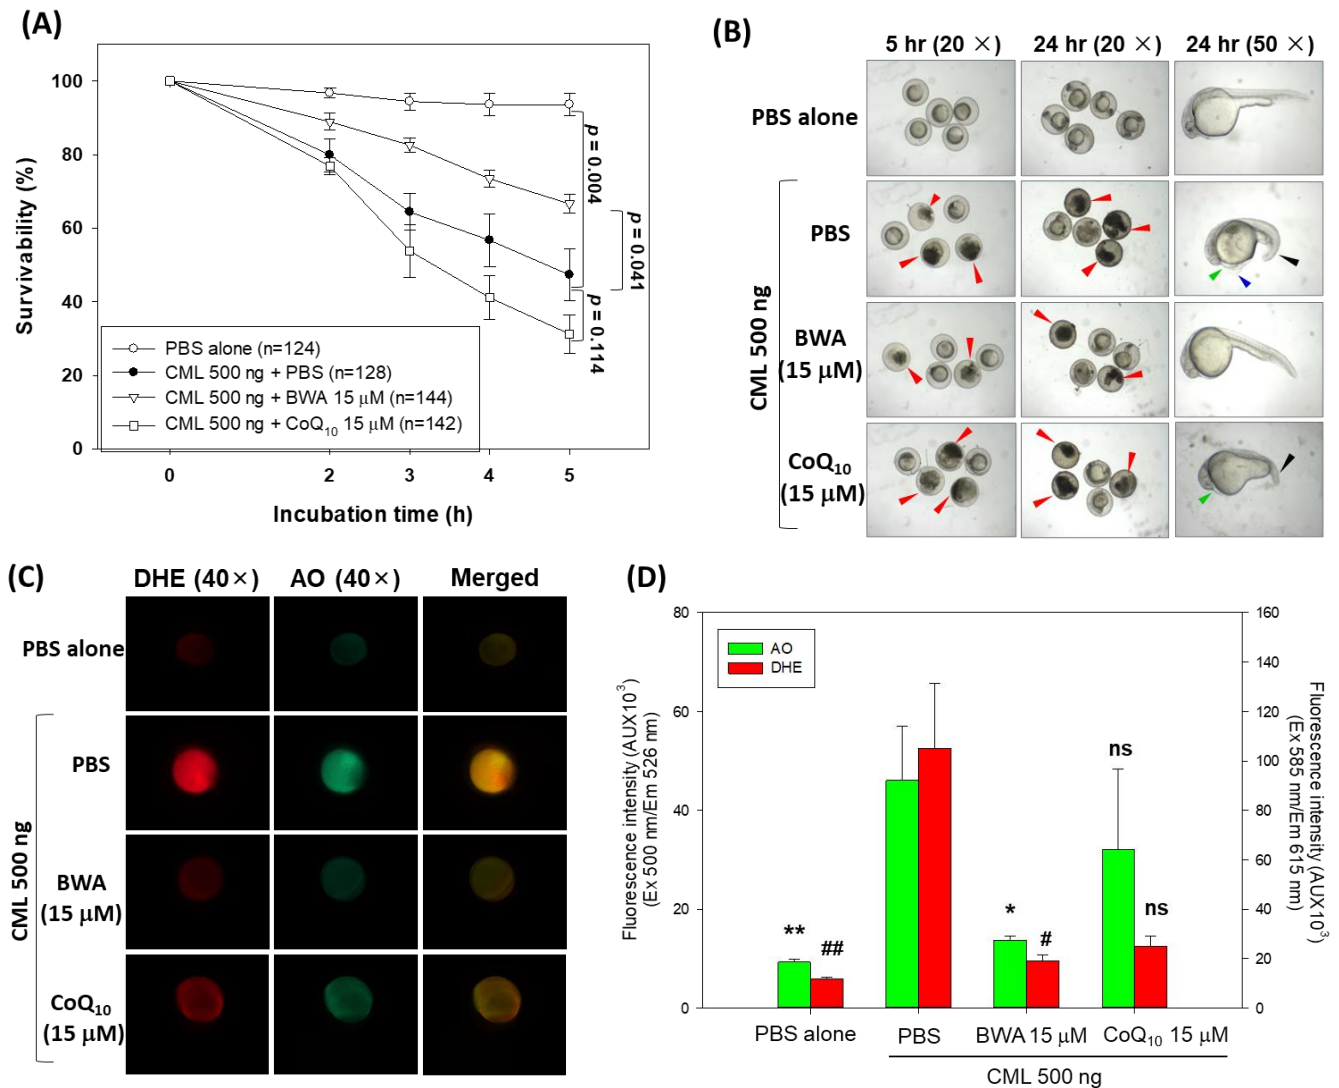 (A)
Survivability (%)
100
80
60
40
20
0
p = 0.004
p = 0.041
p = 0.114
PBS alone (n=124)
CML 500 ng + PBS (n=128)
CML 500 ng + BWA 15 μM (n=144)
CML 500 ng + CoQ10 15 μM (n=142)
0 2 3 4 5
Incubation time (h)
(B)
5 hr (20 ×) 24 hr (20 ×) 24 hr (50 ×)
PBS alone
CML 500 ng
PBS
BWA
(15 μM)
CoQ10
(15 μM)
(C)
DHE (40×) AO (40×) Merged
PBS alone
CML 500 ng
PBS
BWA
(15 μM)
CoQ10
(15 μM)
(D)
Fluorescence intensity (AUX10³)
(Ex 500 nm/Em 526 nm)
80
60
40
20
0
AO
DHE
** ##
* #
ns
ns
160
140
120
100
80
60
40
20
0
Fluorescence intensity (AUX10³)
(Ex 585 nm/Em 615 nm)
PBS alone PBS BWA 15 μM CoQ10 15 μM
CML 500 ng